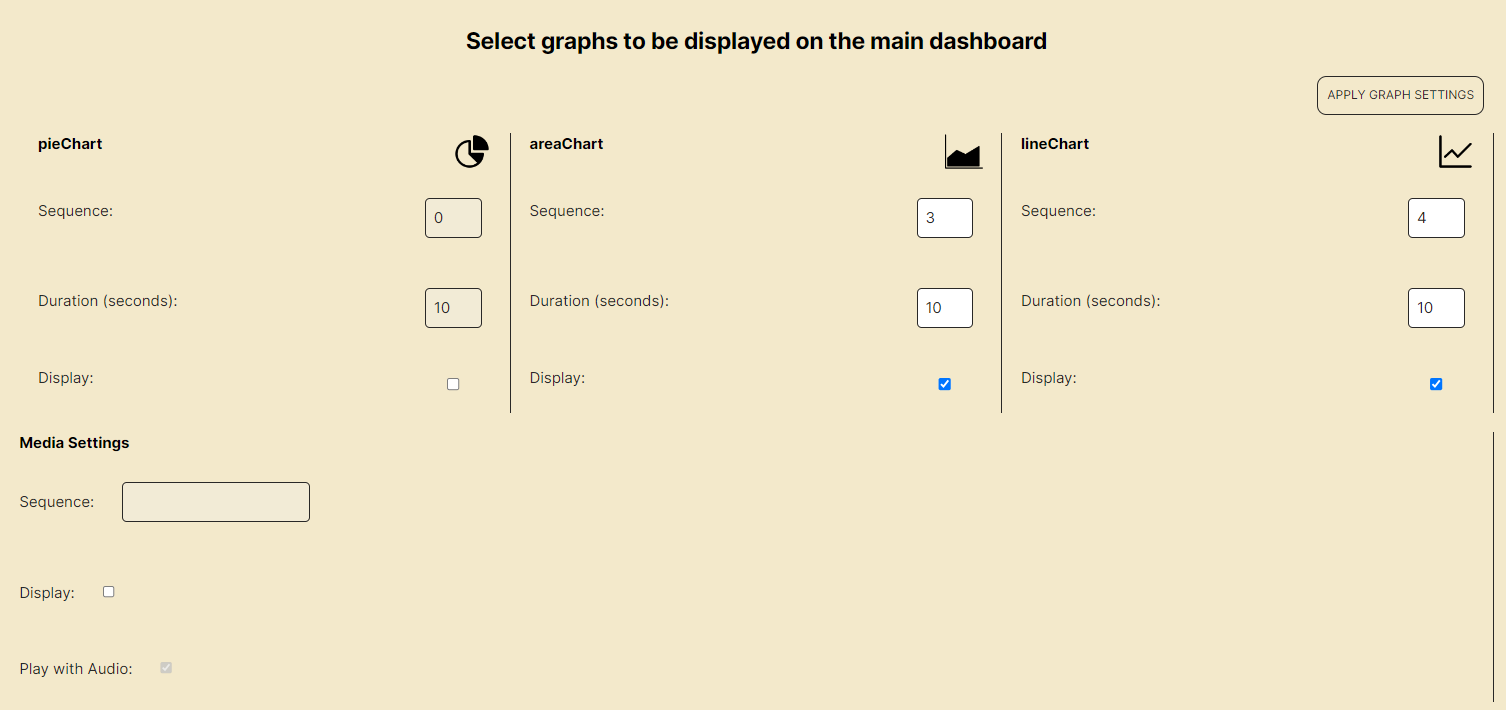 Select graphs to be displayed on the main dashboard
APPLY GRAPH SETTINGS
pieChart
Sequence:
0
Duration (seconds):
10
Display:
areaChart
Sequence:
3
Duration (seconds):
10
Display:
lineChart
Sequence:
4
Duration (seconds):
10
Display:
Media Settings
Sequence:
Display:
Play with Audio: